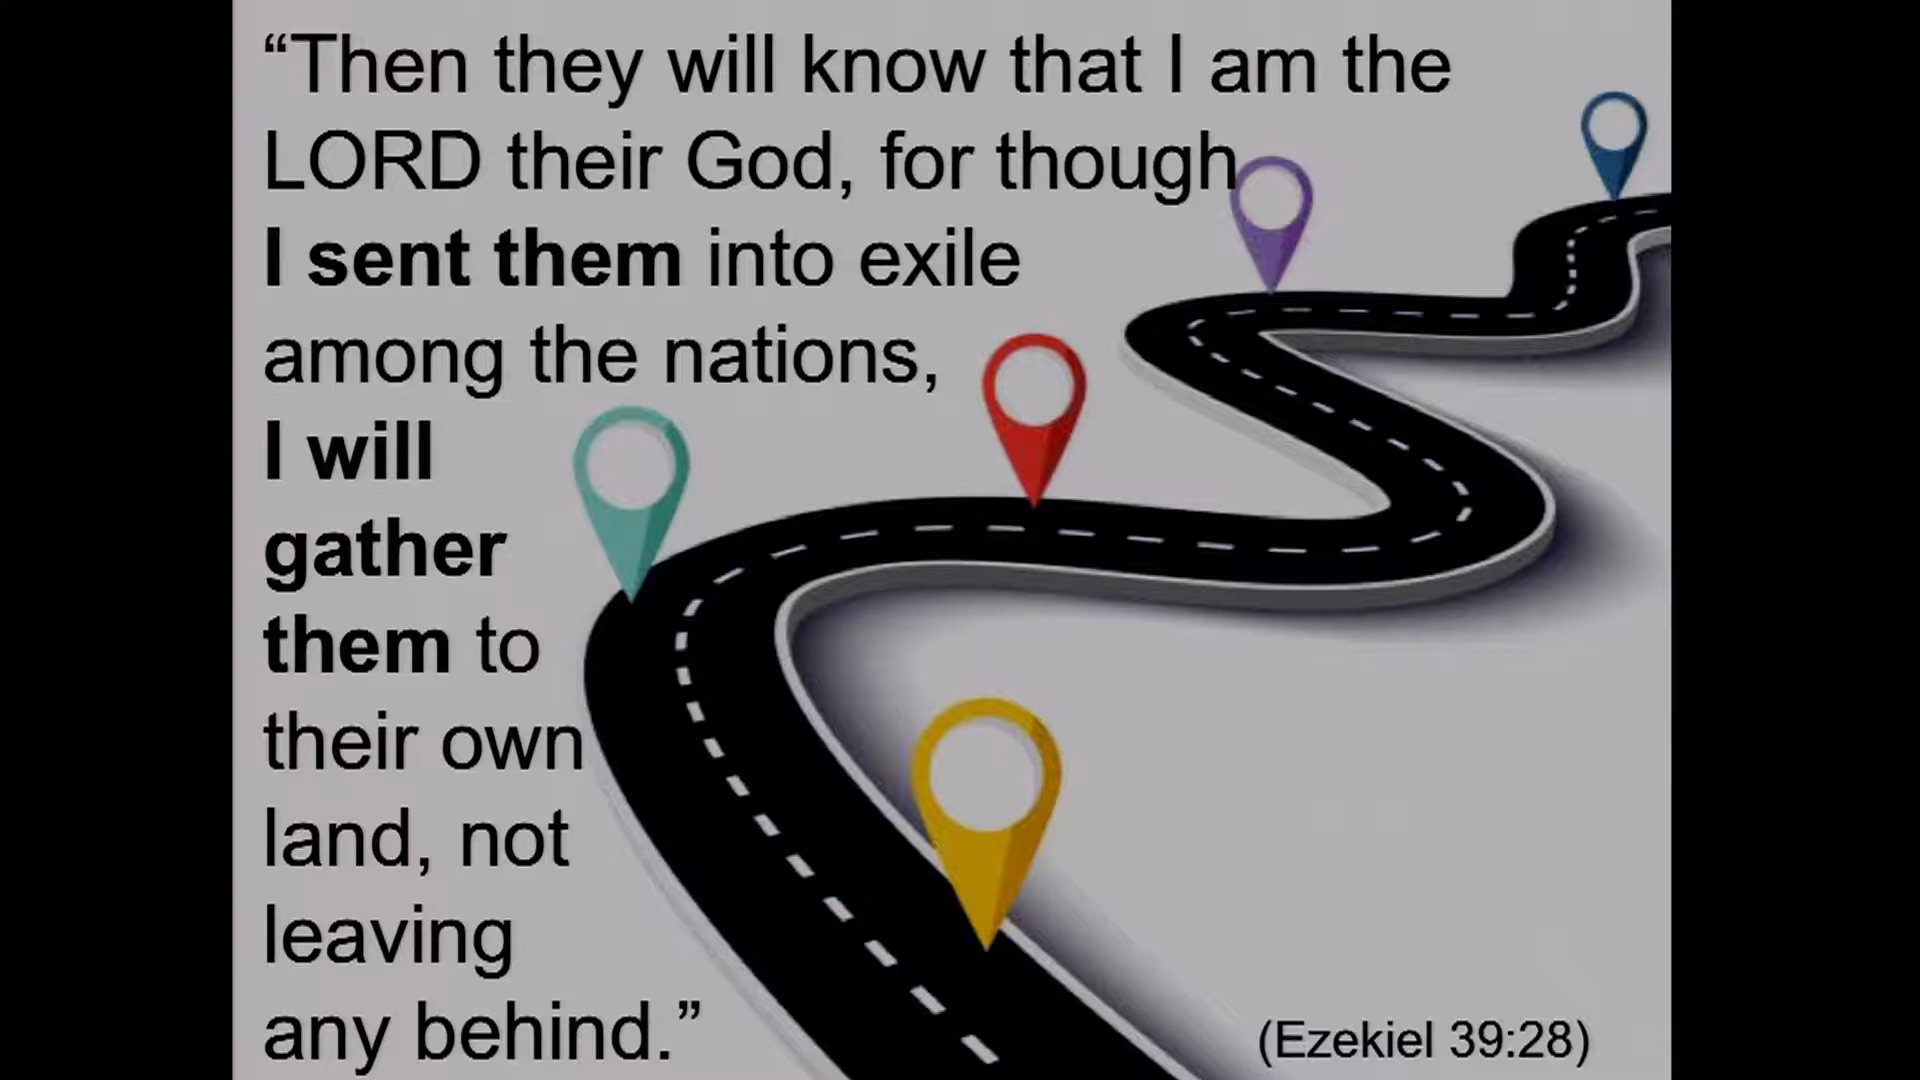 “Then they will know that I am the
LORD their God, for though
I sent them into exile
among the nations,
I will
gather
them to
their own
land, not
leaving
any behind.”
(Ezekiel 39:28)